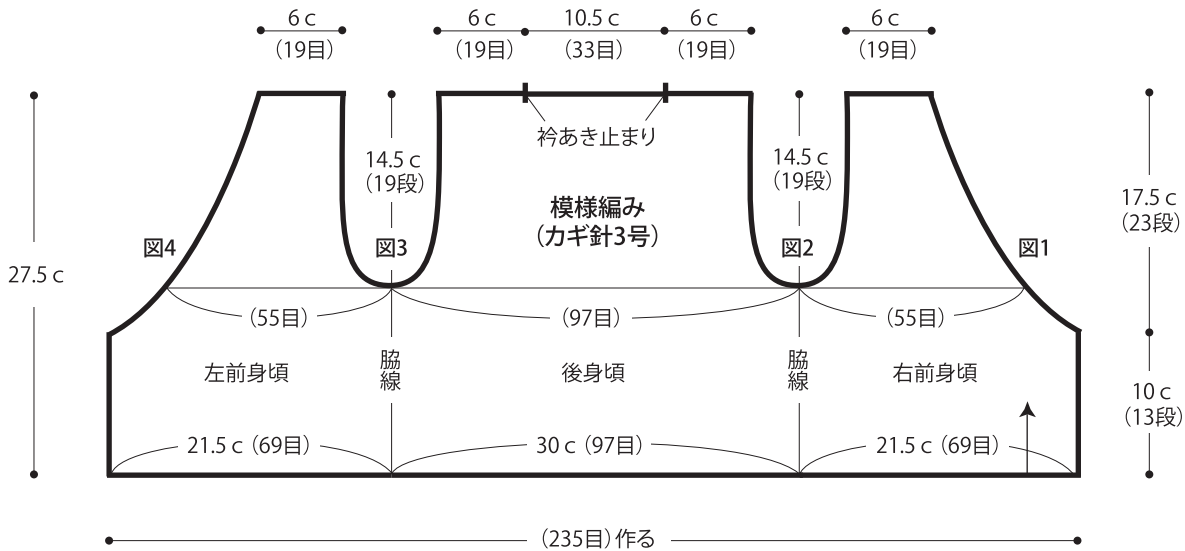 6 c
(19目)
6 c
(19目)
10.5 c
(33目)
6 c
(19目)
6 c
(19目)
衿あき止まり
14.5 c
(19段)
14.5 c
(19段)
模様編み
(カギ針3号)
17.5 c
(23段)
図4
図3
図2
図1
27.5 c
(55目)
(97目)
(55目)
左前身頃
脇線
後身頃
脇線
右前身頃
10 c
(13段)
21.5 c (69目)
30 c (97目)
21.5 c (69目)
(235目)作る